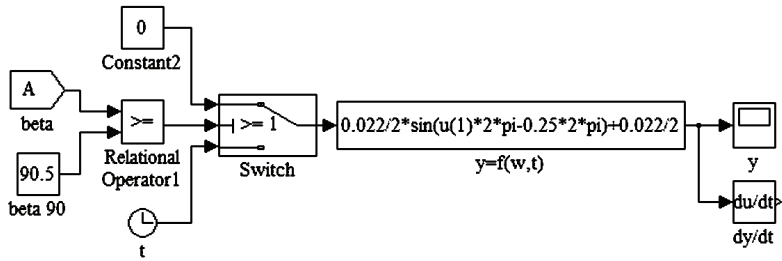 0
Constant2
A
beta
>=
Relational
Operator1
90.5
beta 90
>= 1
Switch
t
0.022/2*sin(u(1)*2*pi-0.25*2*pi)+0.022/2
y=f(w,t)
y
du/dt
dy/dt